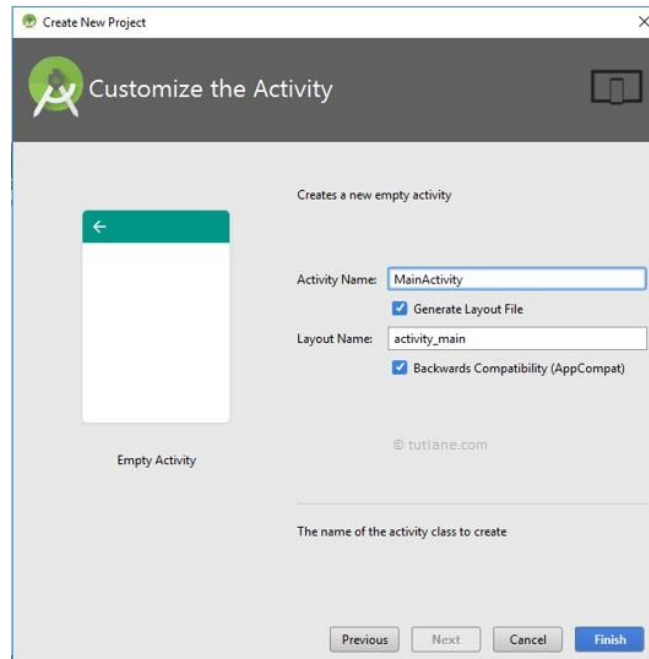 Create New Project
Customize the Activity
Creates a new empty activity
Activity Name: MainActivity
Generate Layout File
Layout Name: activity_main
Backwards Compatibility (AppCompat)
© tutlane.com
Empty Activity
The name of the activity class to create
Previous Next Cancel Finish